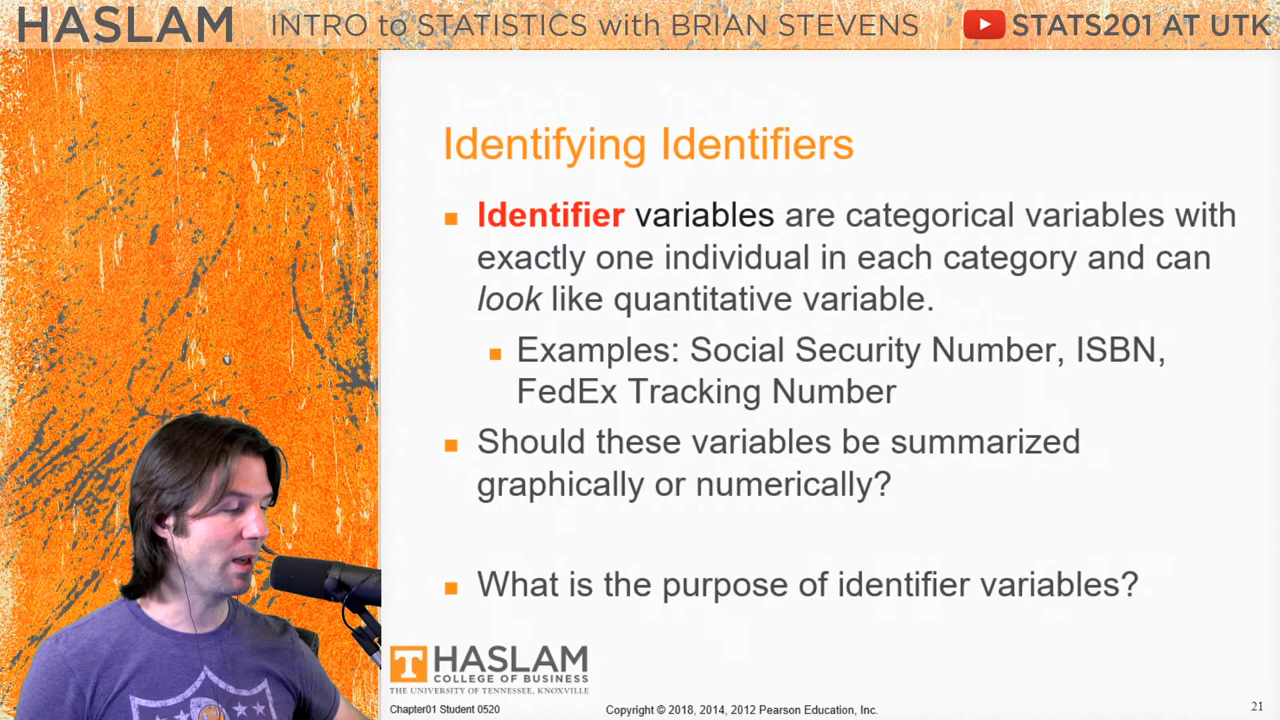 HASLAM INTRO to STATISTICS with BRIAN STEVENS STATS201 AT UTK
Identifying Identifiers
Identifier variables are categorical variables with
exactly one individual in each category and can
look like quantitative variable.
Examples: Social Security Number, ISBN,
FedEx Tracking Number
Should these variables be summarized
graphically or numerically?
What is the purpose of identifier variables?
T HASLAM
COLLEGE OF BUSINESS
THE UNIVERSITY OF TENNESSEE, KNOXVILLE
Chapter01 Student 0520
Copyright © 2018, 2014, 2012 Pearson Education, Inc.
21